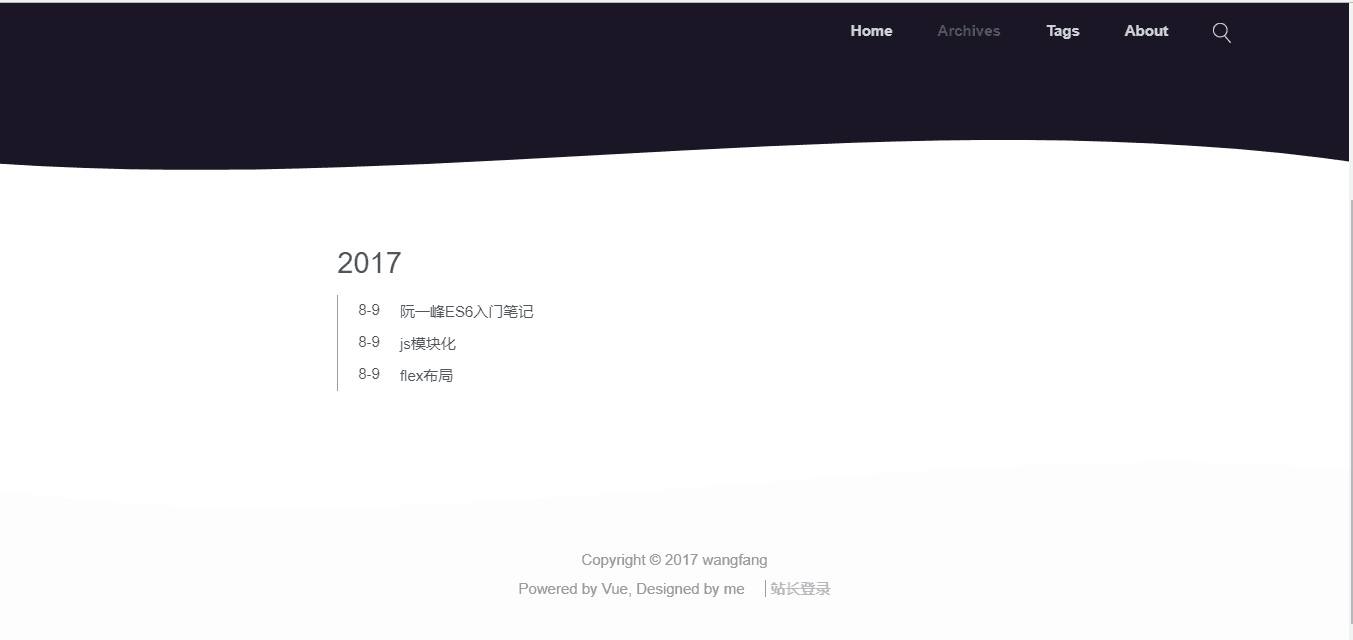 Home Archives Tags About
2017
8-9 阮一峰ES6入门笔记
8-9 js模块化
8-9 flex布局
Copyright © 2017 wangfang
Powered by Vue, Designed by me | 站长登录